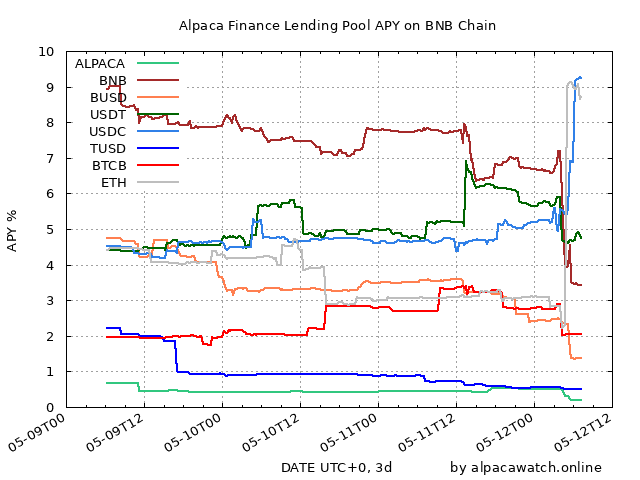 Alpaca Finance Lending Pool APY on BNB Chain
10
9
8
7
6
5
4
3
2
1
0
APY %
ALPACA
BNB
BUSD
USDT
USDC
TUSD
BTCB
ETH
05-09T00
05-09T12
05-10T00
05-10T12
05-11T00
05-11T12
05-12T00
05-12T12
DATE UTC+0, 3d
by alpacawatch.online